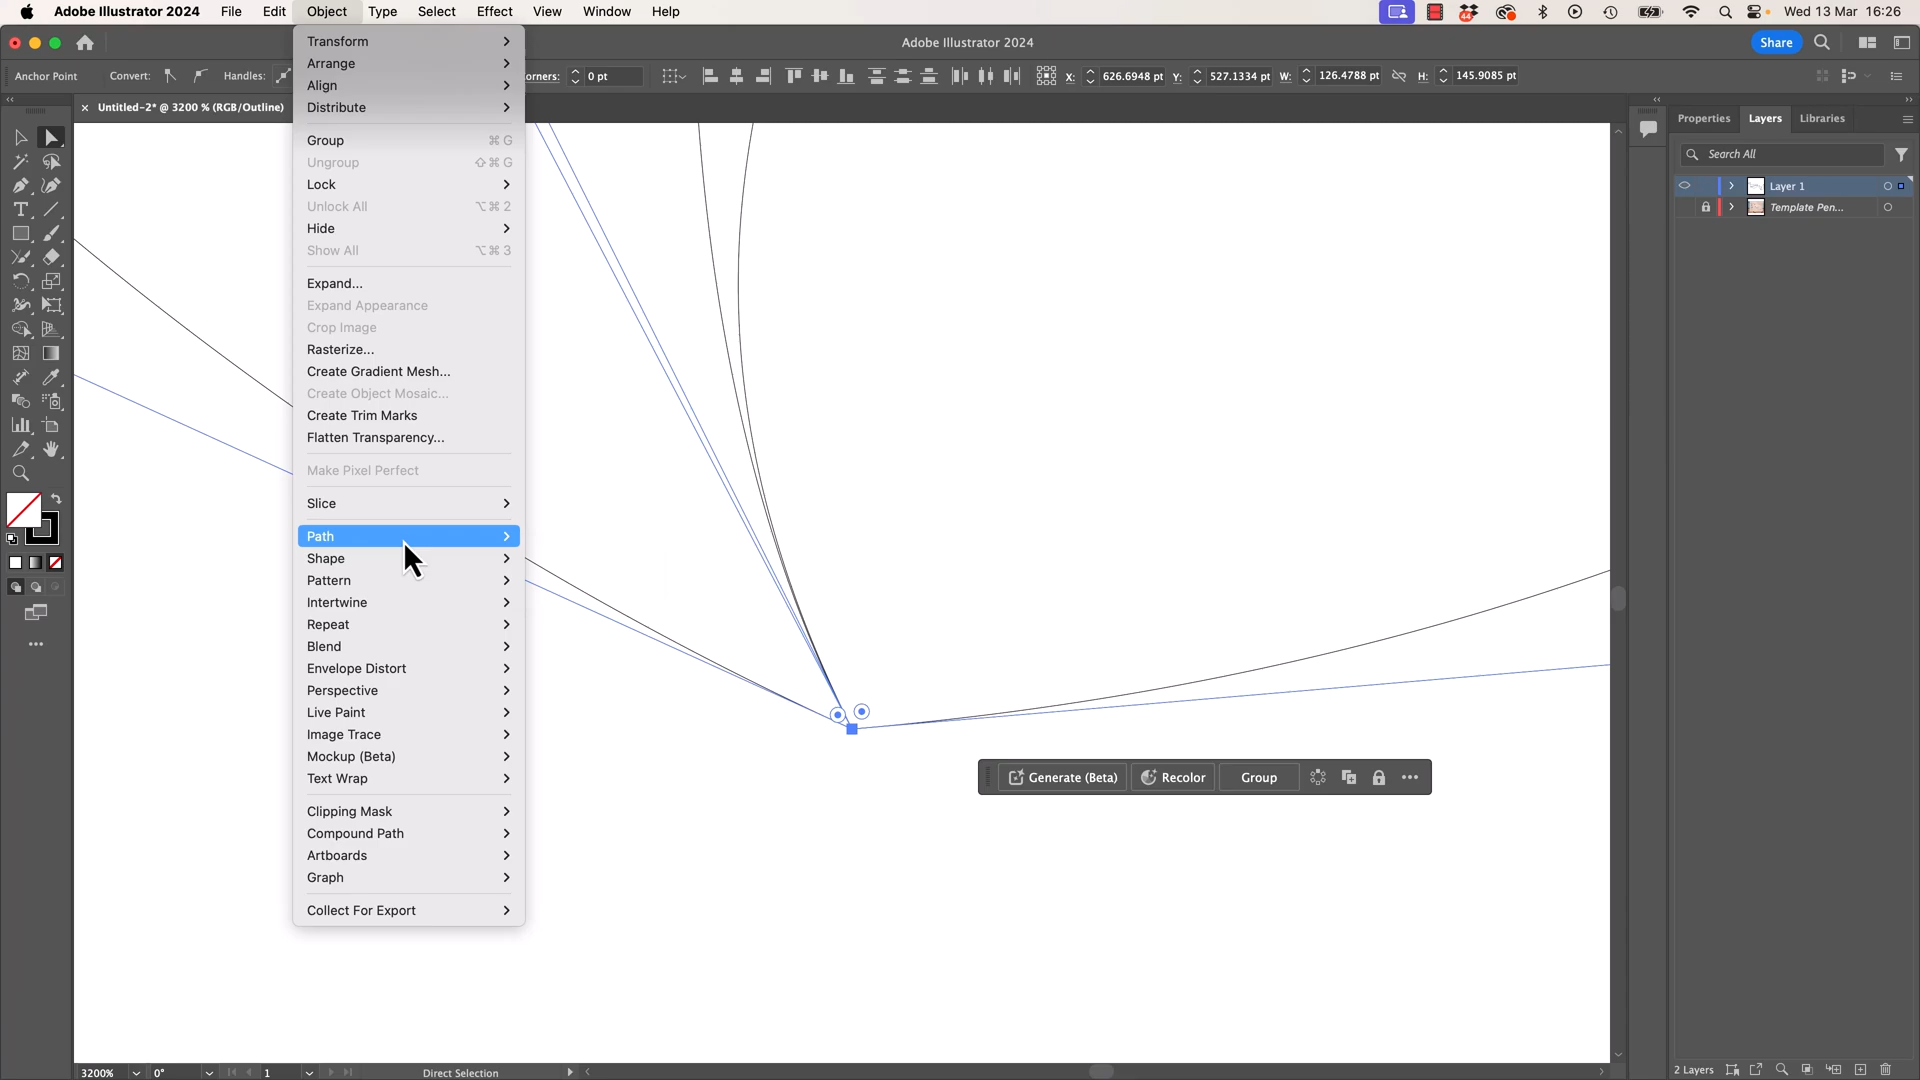 Adobe Illustrator 2024 File Edit Object Type Select Effect View Window Help 44 Wed 13 Mar 16:26
Adobe Illustrator 2024 Share
Anchor Point Convert: Handles: orners: 0 pt X: 626.6948 pt Y: 527.1334 pt W: 126.4788 pt H: 145.9085 pt
× Untitled-2* @ 3200 % (RGB/Outline)
Transform
Arrange
Align
Distribute
Group ⌘ G
Ungroup ⇧ ⌘ G
Lock
Unlock All ⌥ ⌘ 2
Hide
Show All ⌥ ⌘ 3
Expand...
Expand Appearance
Crop Image
Rasterize...
Create Gradient Mesh...
Create Object Mosaic...
Create Trim Marks
Flatten Transparency...
Make Pixel Perfect
Slice
Path
Shape
Pattern
Intertwine
Repeat
Blend
Envelope Distort
Perspective
Live Paint
Image Trace
Mockup (Beta)
Text Wrap
Clipping Mask
Compound Path
Artboards
Graph
Collect For Export
Generate (Beta) Recolor Group
Properties Layers Libraries
Search All
Layer 1
Template Pen...
3200% 0° 1 Direct Selection
2 Layers